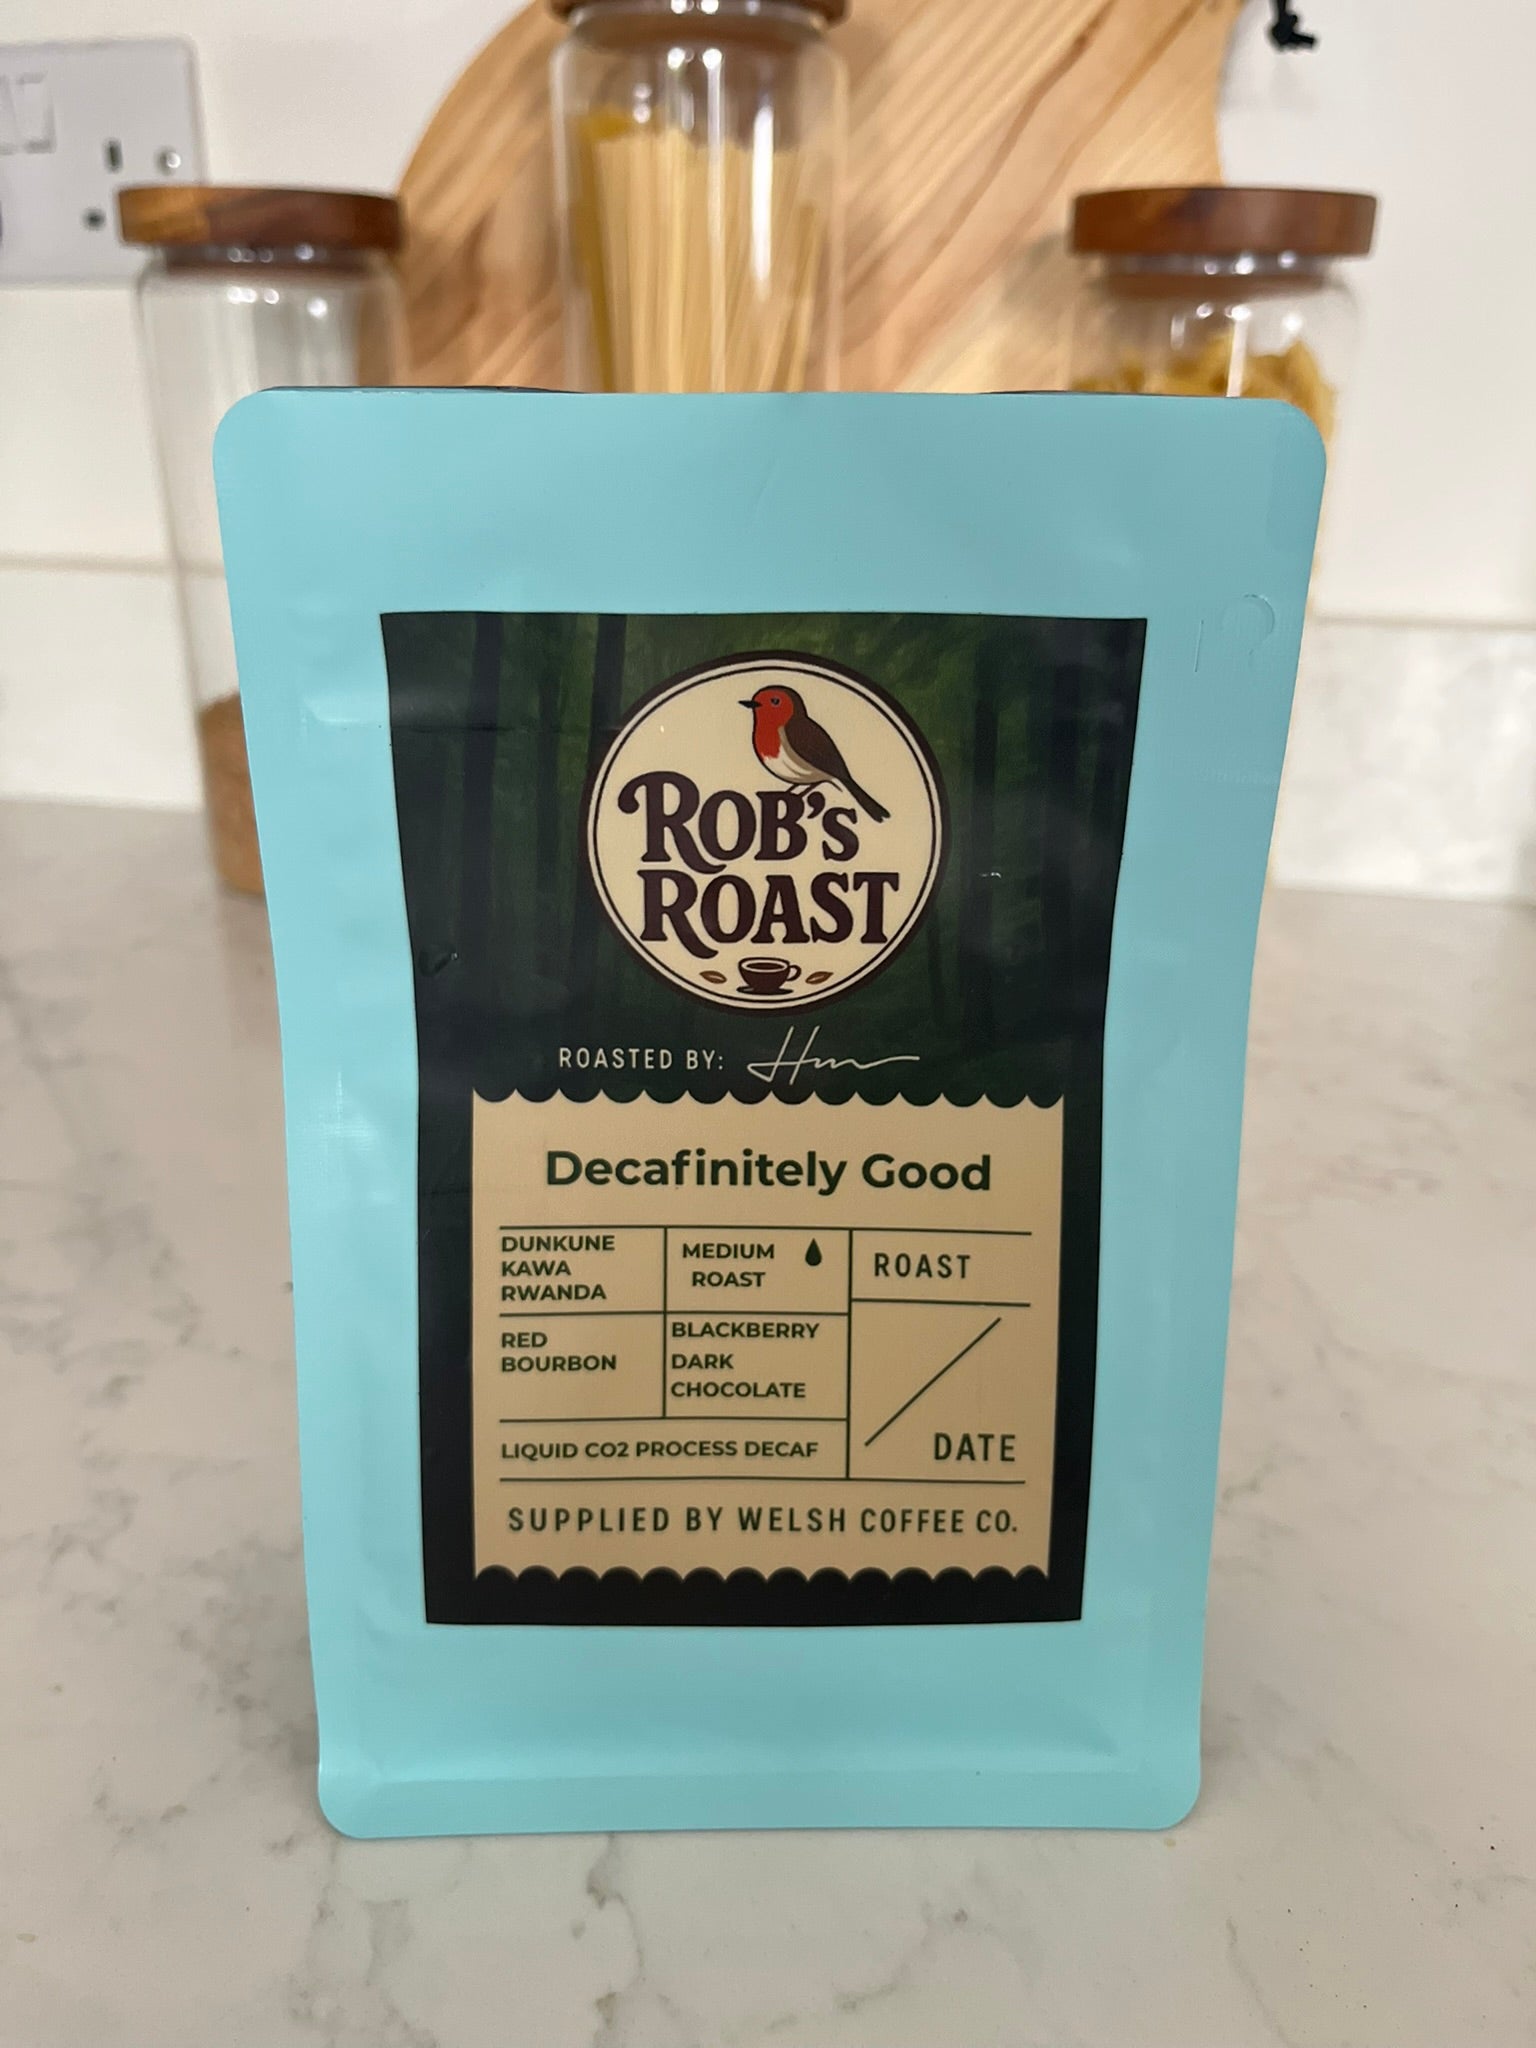 ROB'S
ROAST
ROASTED BY:
Decafinitely Good
DUNKUNE
KAWA
RWANDA
MEDIUM
ROAST
ROAST
RED
BOURBON
BLACKBERRY
DARK
CHOCOLATE
DATE
LIQUID CO2 PROCESS DECAF
SUPPLIED BY WELSH COFFEE CO.